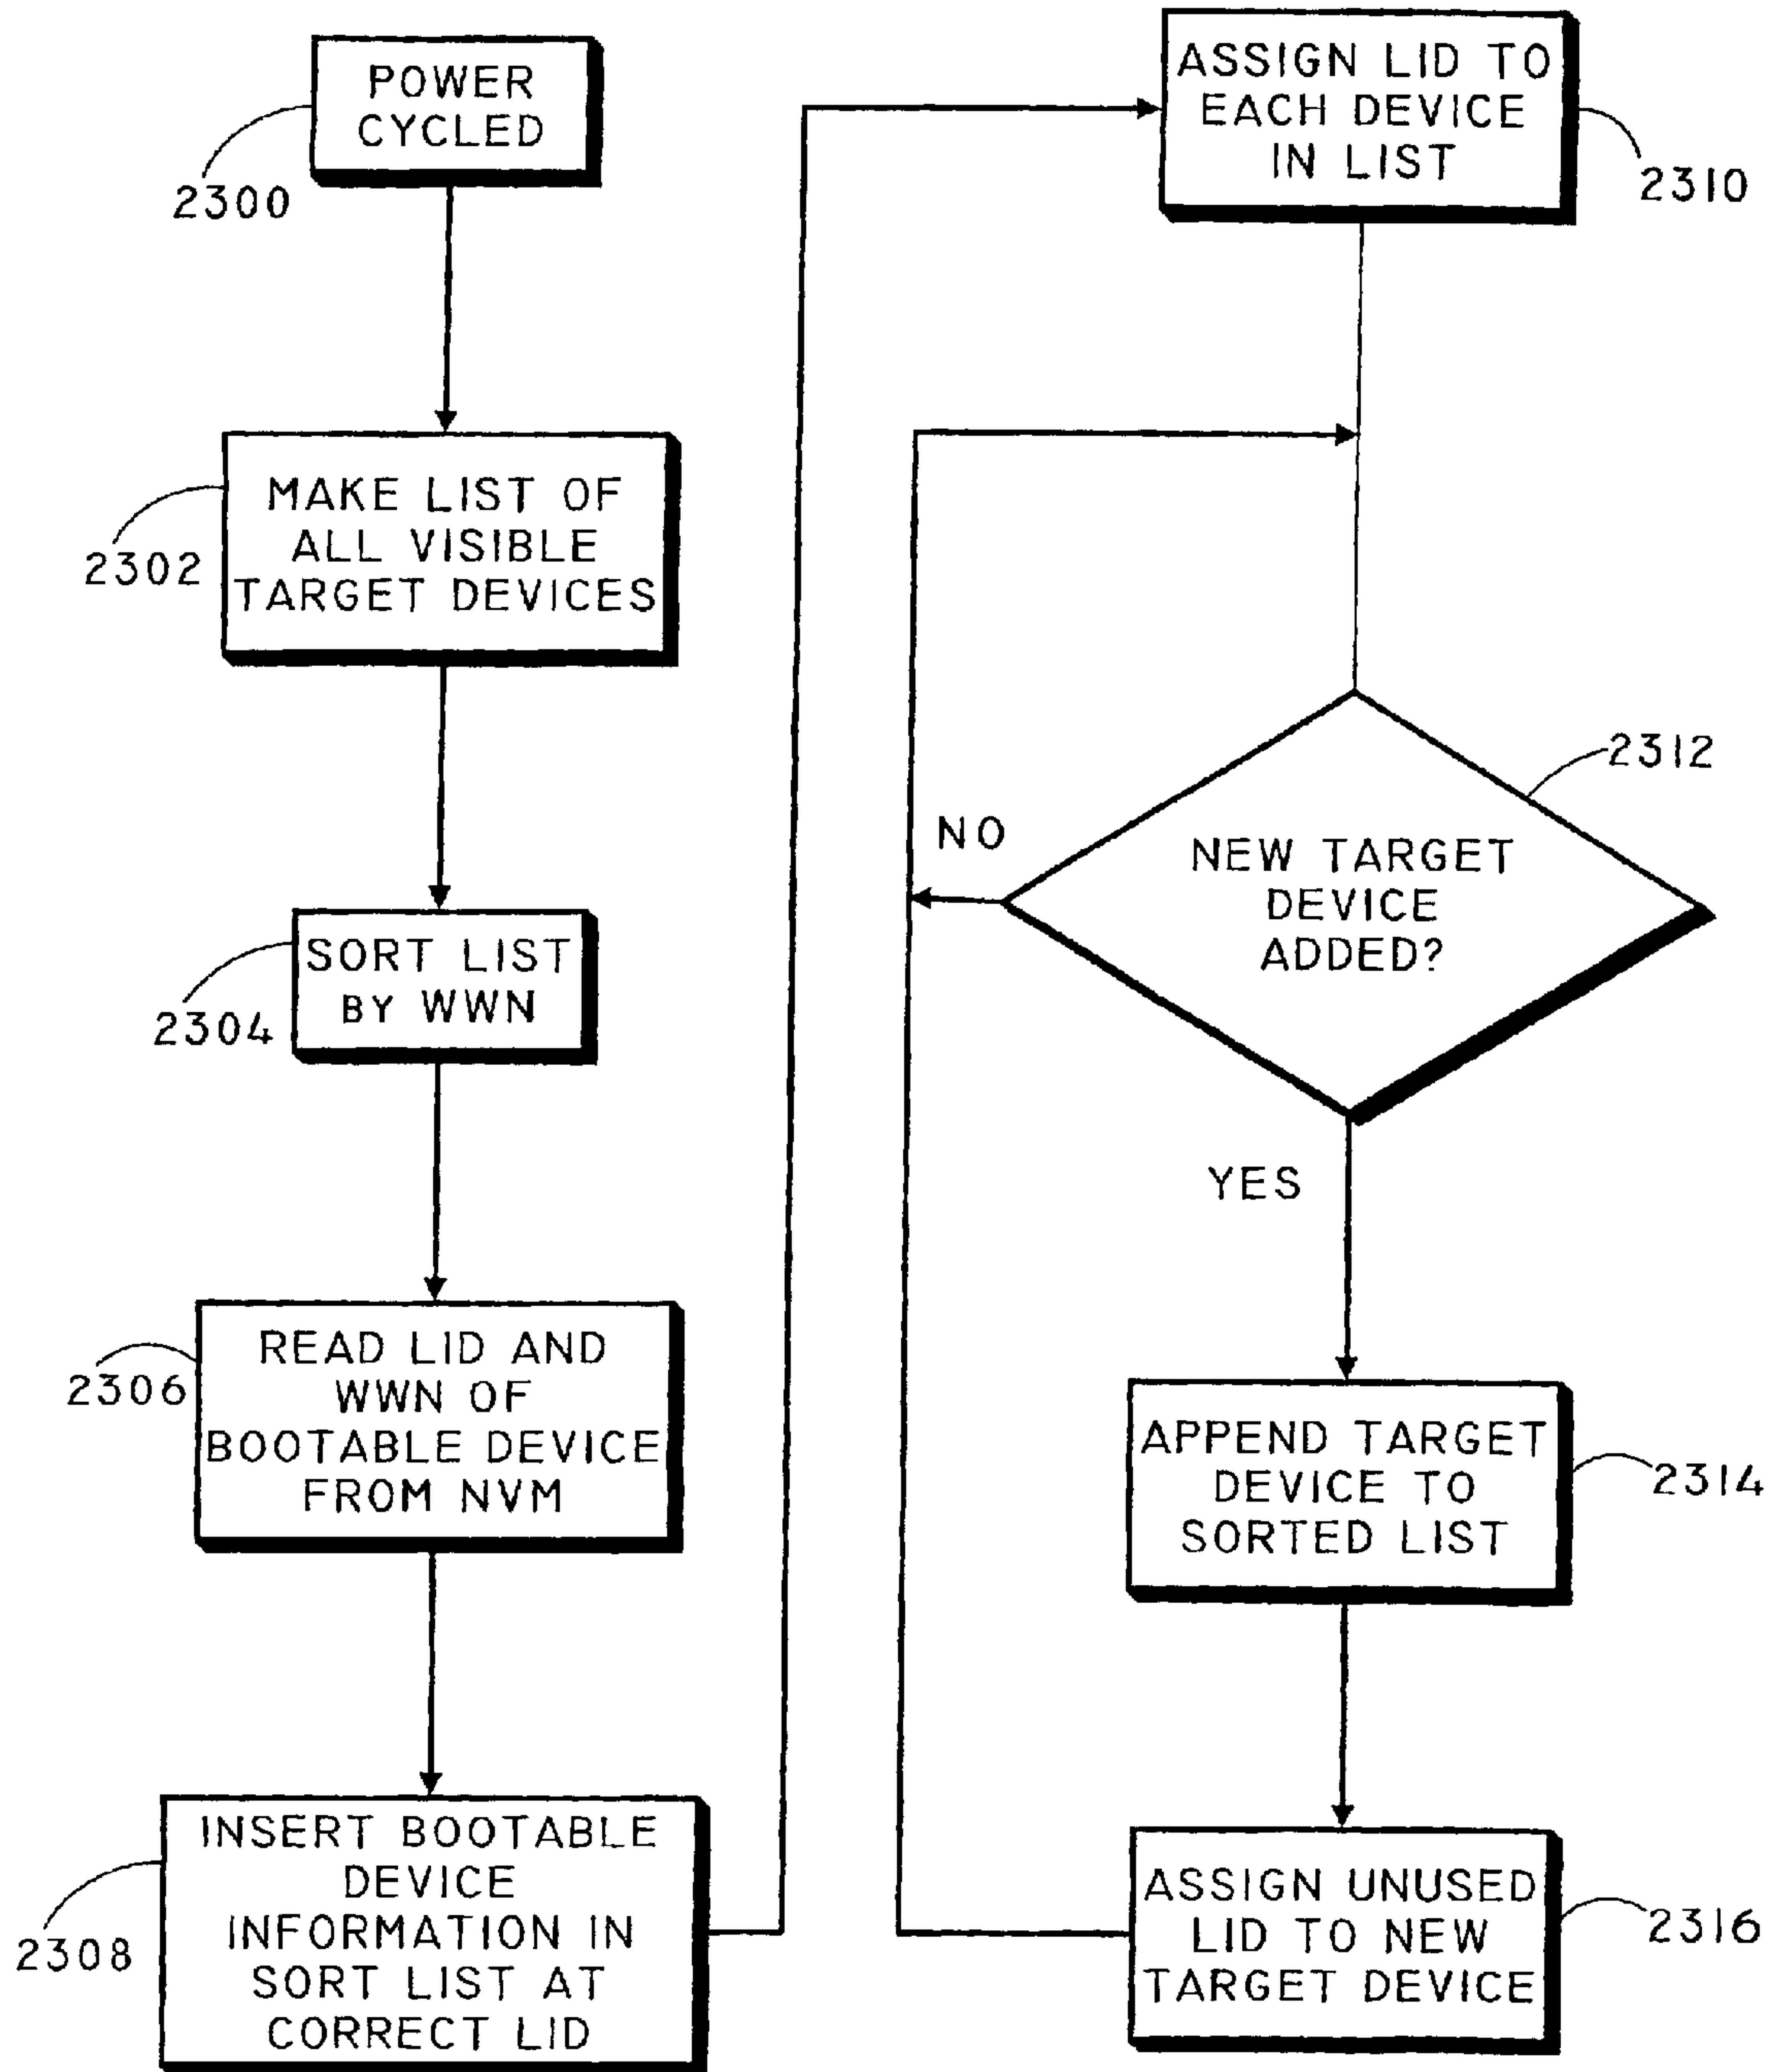 POWER
CYCLED
2300
MAKE LIST OF
ALL VISIBLE
TARGET DEVICES
2302
SORT LIST
BY WWN
2304
READ LID AND
WWN OF
BOOTABLE DEVICE
FROM NVM
2306
INSERT BOOTABLE
DEVICE
INFORMATION IN
SORT LIST AT
CORRECT LID
2308
ASSIGN LID TO
EACH DEVICE
IN LIST
2310
2312
NEW TARGET
DEVICE
ADDED?
NO
YES
APPEND TARGET
DEVICE TO
SORTED LIST
2314
ASSIGN UNUSED
LID TO NEW
TARGET DEVICE
2316